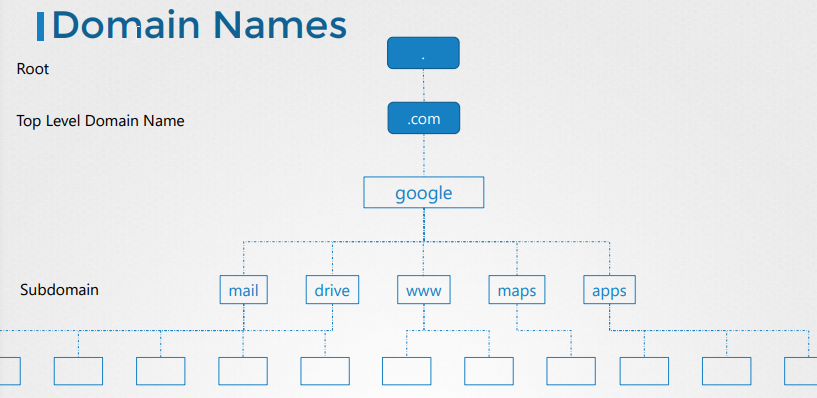 Domain Names
.
Root
.com
Top Level Domain Name
google
Subdomain
mail
drive
www
maps
apps